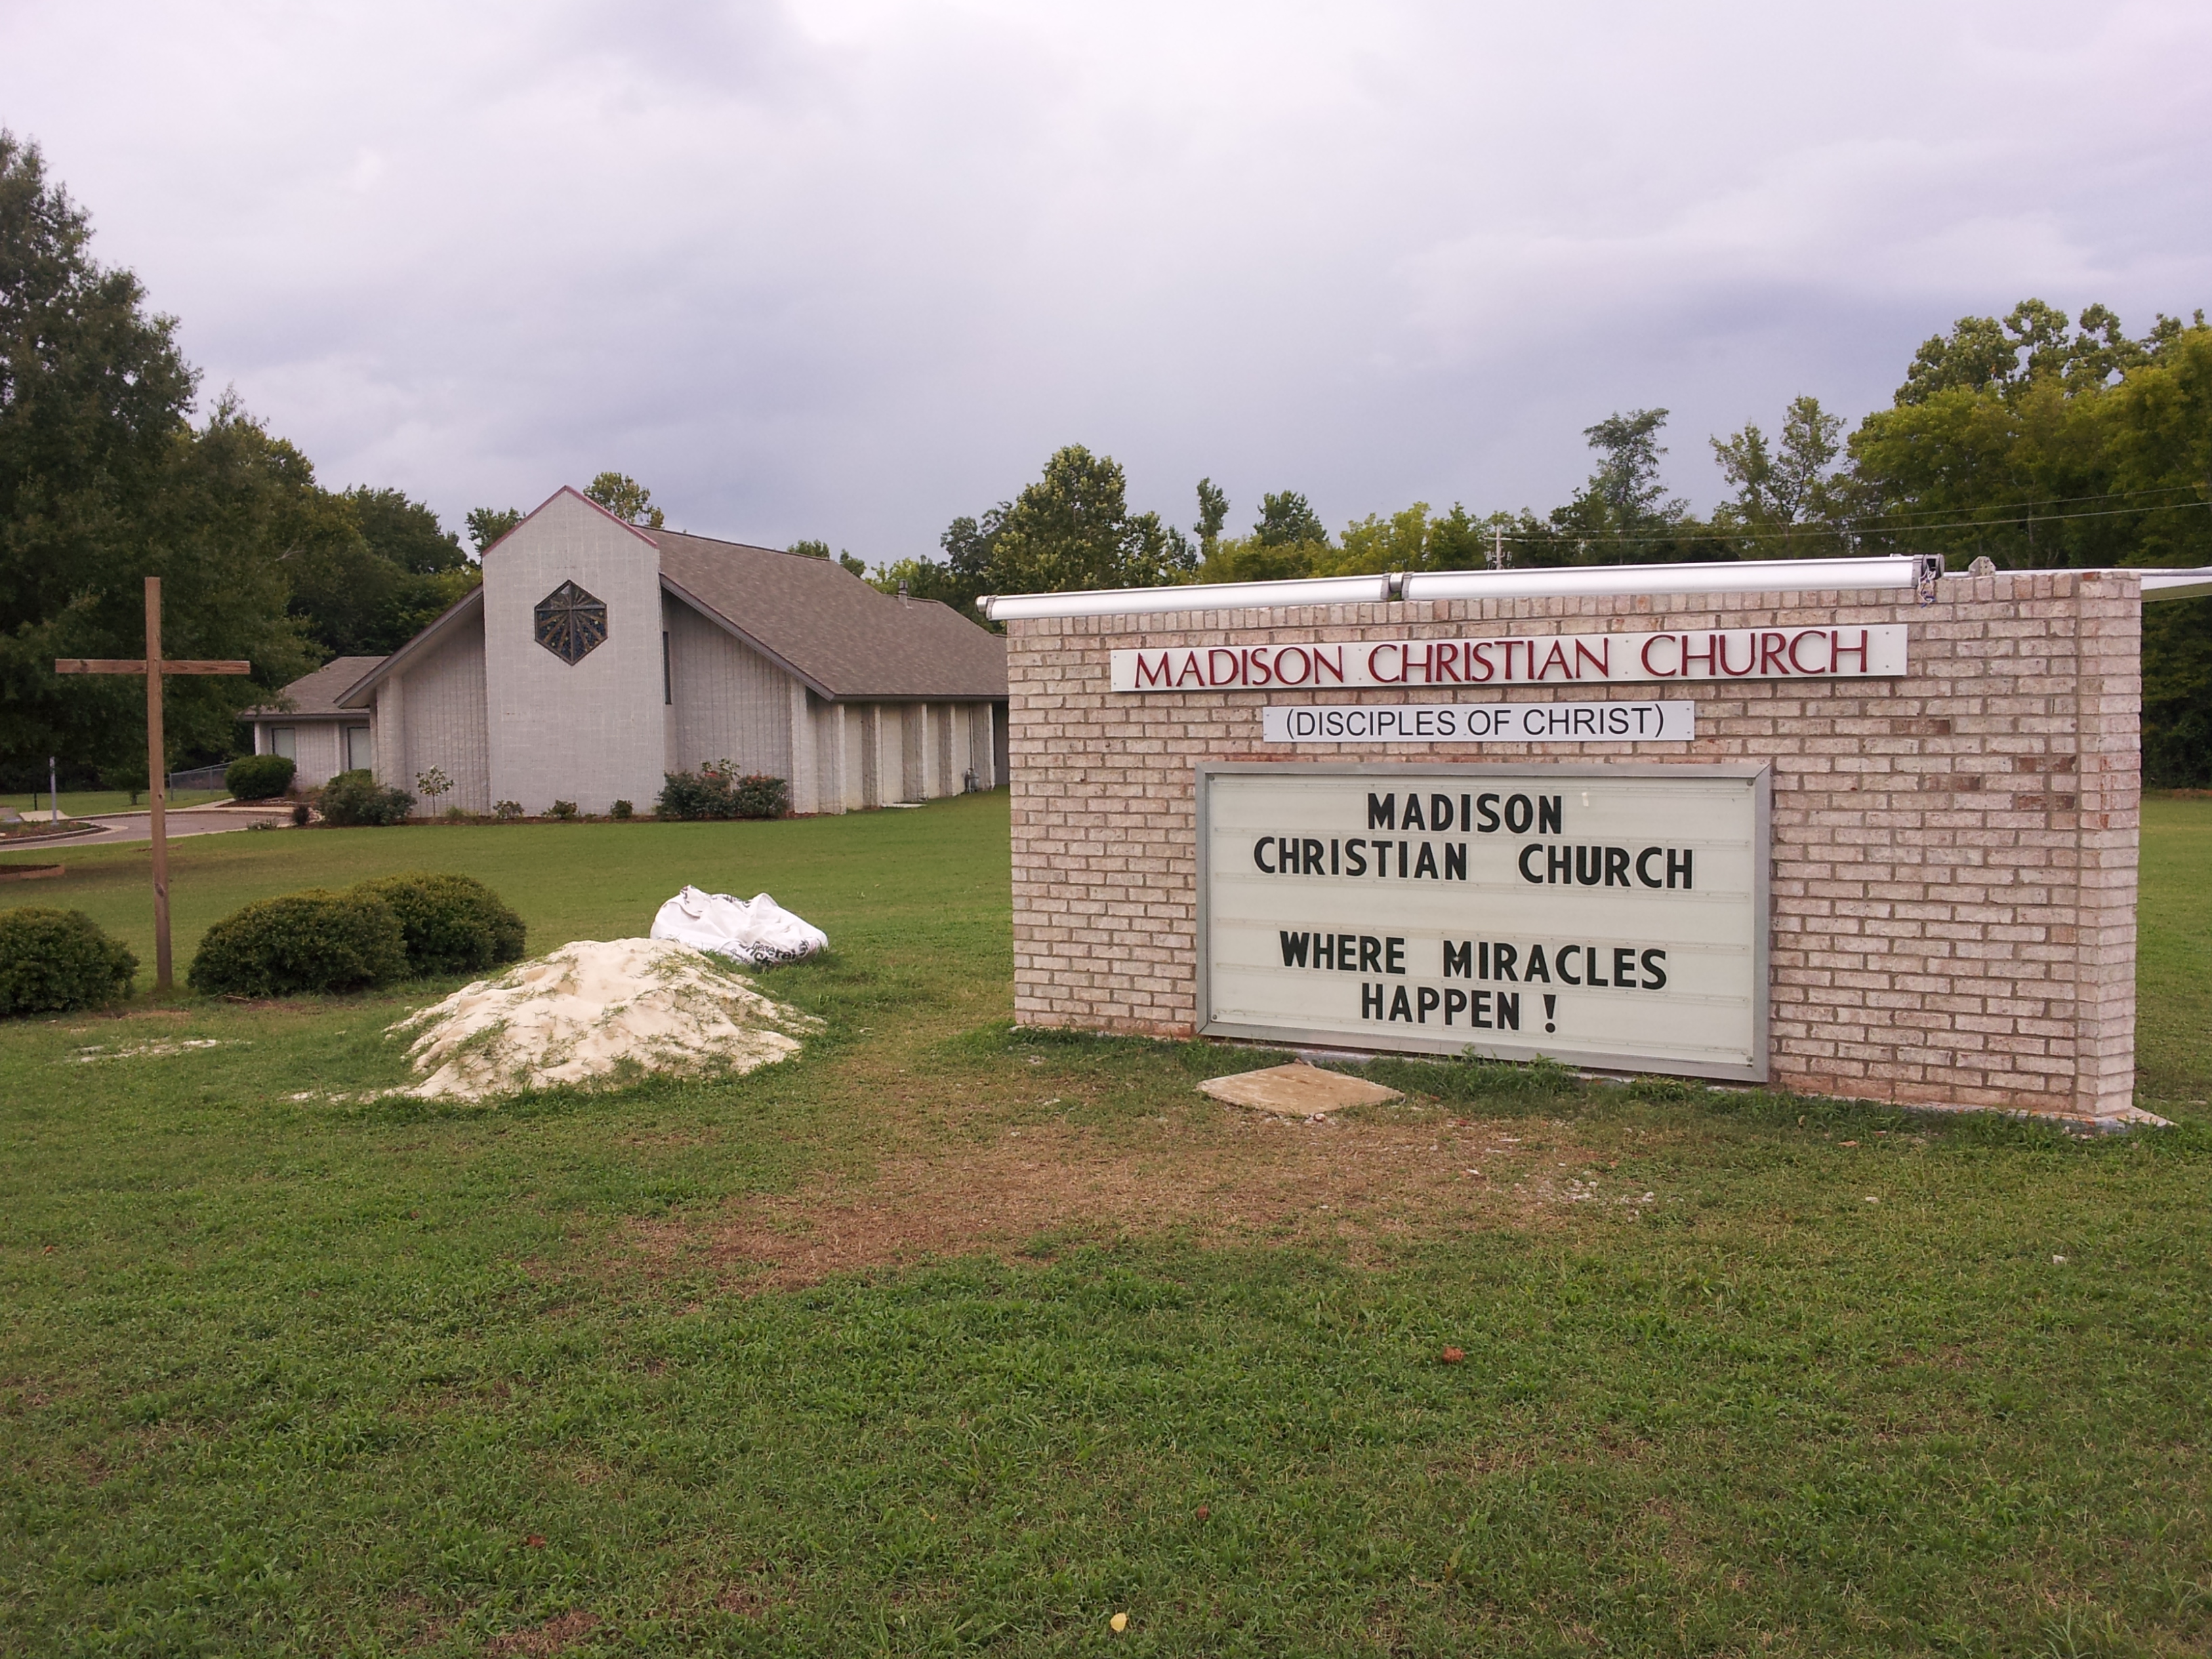 MADISON CHRISTIAN CHURCH
(DISCIPLES OF CHRIST)
MADISON
CHRISTIAN CHURCH
WHERE MIRACLES
HAPPEN !